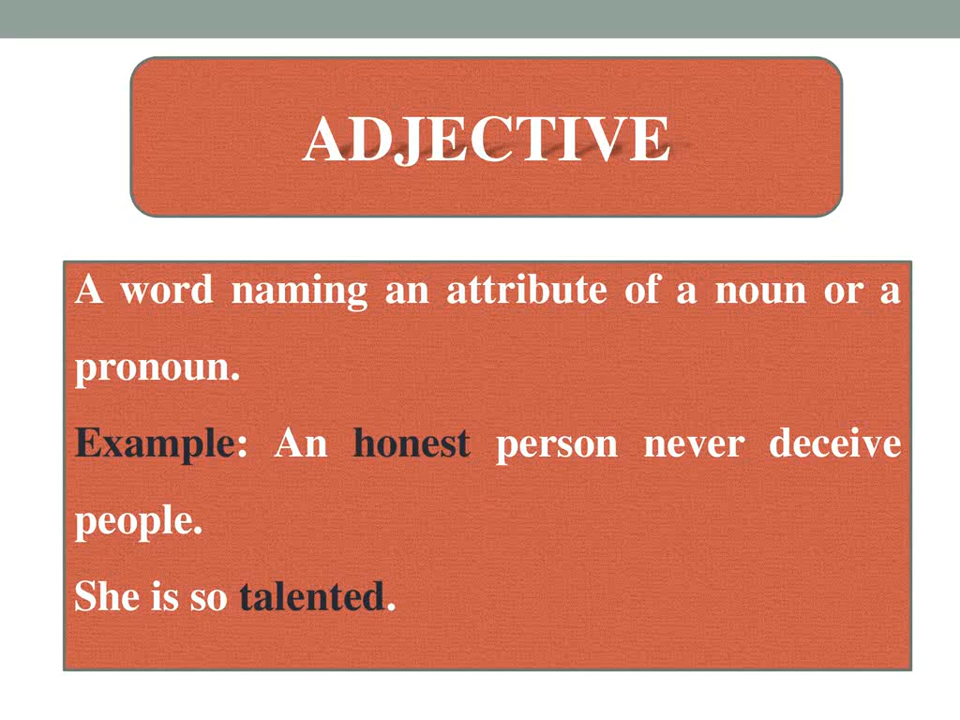 ADJECTIVE
A word naming an attribute of a noun or a
pronoun.
Example: An honest person never deceive
people.
She is so talented.